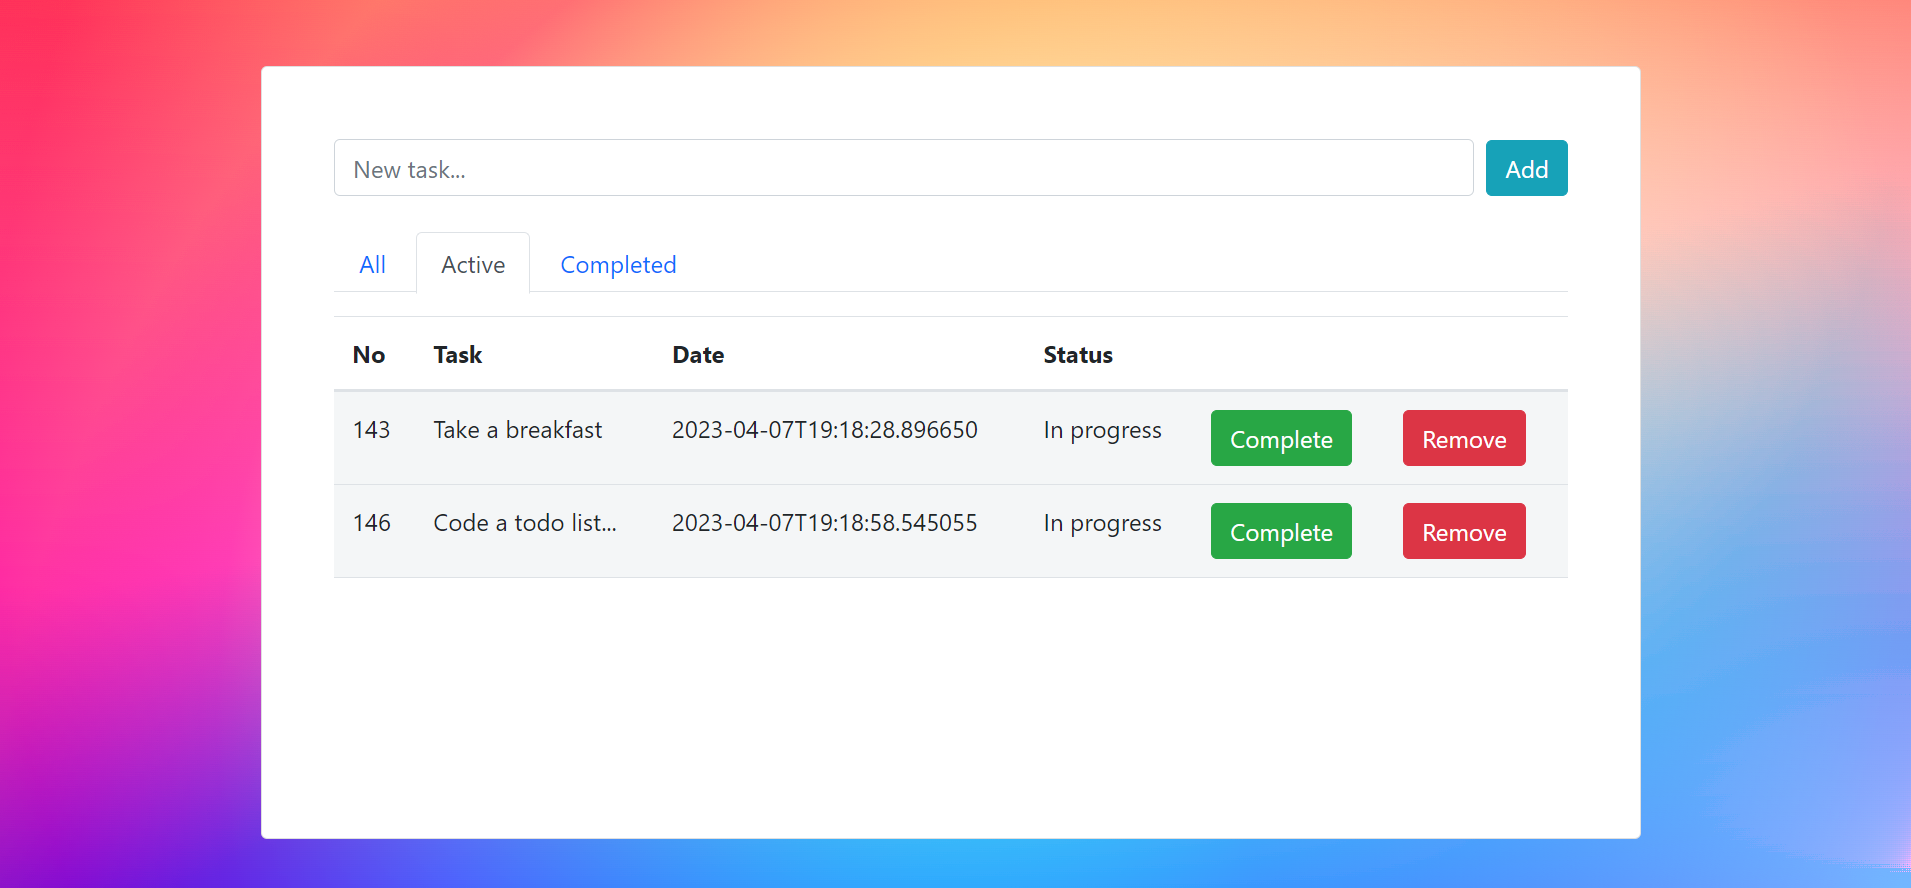 New task...
Add
All Active Completed
No Task Date Status
143 Take a breakfast 2023-04-07T19:18:28.896650 In progress Complete Remove
146 Code a todo list... 2023-04-07T19:18:58.545055 In progress Complete Remove